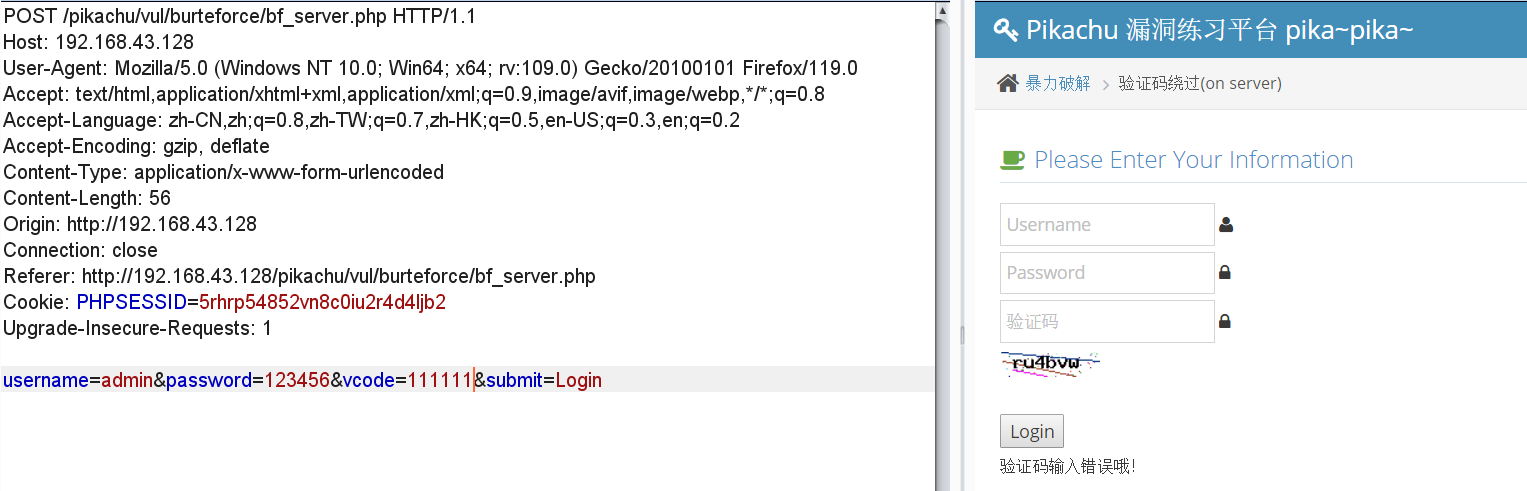 POST /pikachu/vul/burteforce/bf_server.php HTTP/1.1
Host: 192.168.43.128
User-Agent: Mozilla/5.0 (Windows NT 10.0; Win64; x64; rv:109.0) Gecko/20100101 Firefox/119.0
Accept: text/html,application/xhtml+xml,application/xml;q=0.9,image/avif,image/webp,*/*;q=0.8
Accept-Language: zh-CN,zh;q=0.8,zh-TW;q=0.7,zh-HK;q=0.5,en-US;q=0.3,en;q=0.2
Accept-Encoding: gzip, deflate
Content-Type: application/x-www-form-urlencoded
Content-Length: 56
Origin: http://192.168.43.128
Connection: close
Referer: http://192.168.43.128/pikachu/vul/burteforce/bf_server.php
Cookie: PHPSESSID=5rhrp54852vn8c0iu2r4d4ljb2
Upgrade-Insecure-Requests: 1
username=admin&password=123456&vcode=111111&submit=Login
Pikachu 漏洞练习平台 pika~pika~
暴力破解 > 验证码绕过(on server)
Please Enter Your Information
Username
Password
验证码
ru4bvw
Login
验证码输入错误哦!